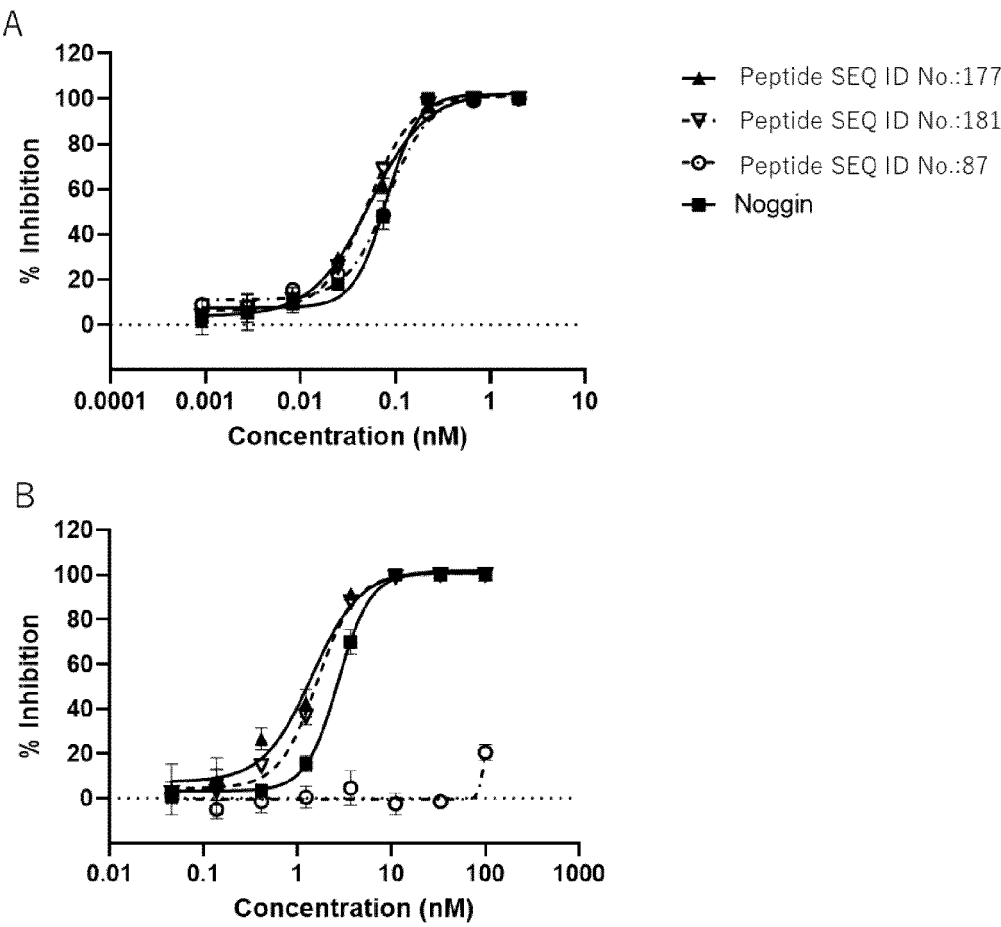 A
120
100
80
60
40
20
0
% Inhibition
0.0001 0.001 0.01 0.1 1 10
Concentration (nM)
Peptide SEQ ID No.:177
Peptide SEQ ID No.:181
Peptide SEQ ID No.:87
Noggin
B
120
100
80
60
40
20
0
% Inhibition
0.01 0.1 1 10 100 1000
Concentration (nM)